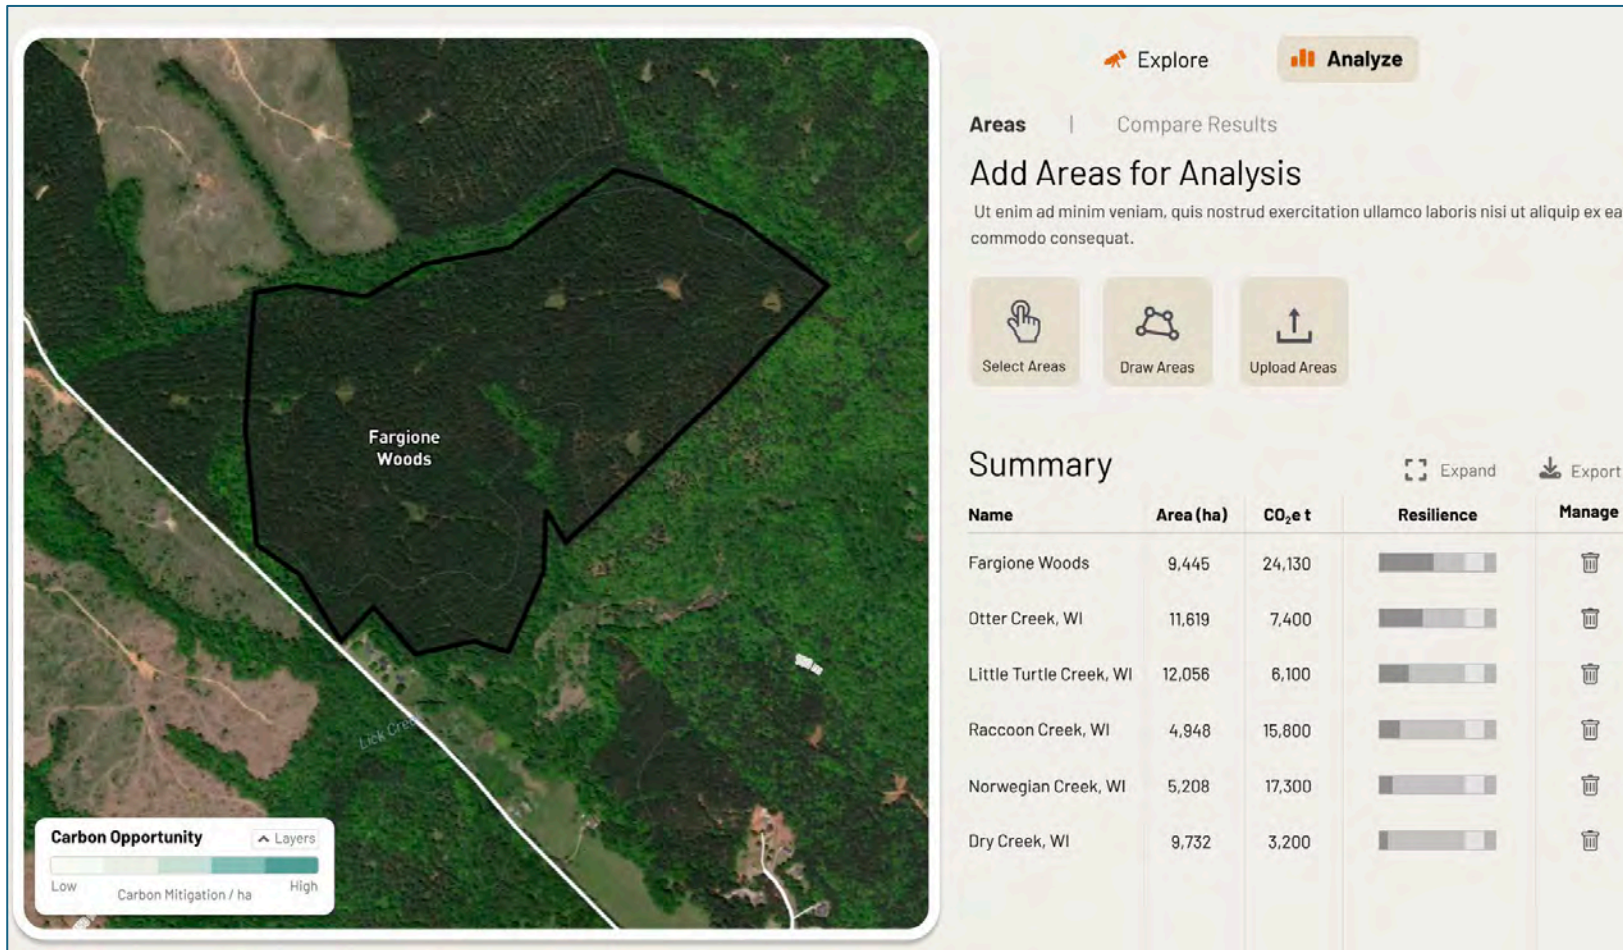 Explore
Analyze
Areas | Compare Results
Add Areas for Analysis
Ut enim ad minim veniam, quis nostrud exercitation ullamco laboris nisi ut aliquip ex ea
commodo consequat.
Select Areas
Draw Areas
Upload Areas
Summary
Expand
Export
Name Area (ha) CO₂e t Resilience Manage
Fargione Woods 9,445 24,130
Otter Creek, WI 11,619 7,400
Little Turtle Creek, WI 12,056 6,100
Raccoon Creek, WI 4,948 15,800
Norwegian Creek, WI 5,208 17,300
Dry Creek, WI 9,732 3,200
Fargione
Woods
Lick Creek
Carbon Opportunity
Layers
Low
High
Carbon Mitigation / ha